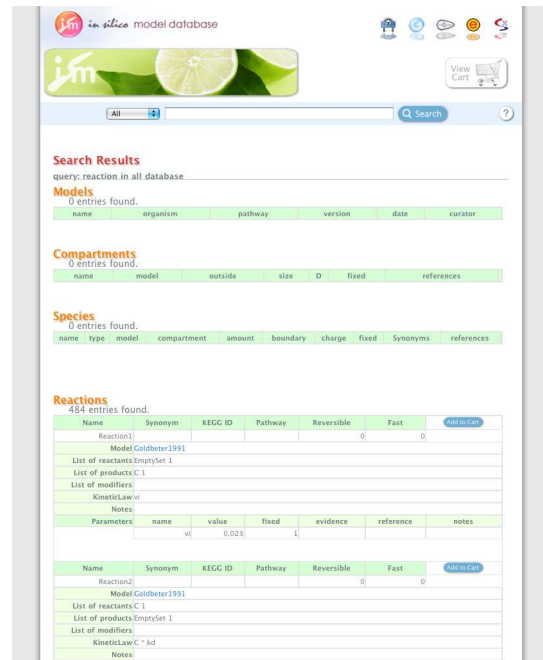 jm in silico model database
jm
View
Cart
All Search ?
Search Results
query: reaction in all database
Models
0 entries found.
name organism pathway version date curator
Compartments
0 entries found.
name model outside size D fixed references
Species
0 entries found.
name type model compartment amount boundary charge fixed Synonyms references
Reactions
484 entries found.
Name Synonym KEGG ID Pathway Reversible Fast Add to Cart
Reaction1 0 0
Model Goldbeter1991
List of reactants EmptySet 1
List of products C 1
List of modifiers
KineticLaw vi
Notes
Parameters name value fixed evidence reference notes
vi 0.023 1
Name Synonym KEGG ID Pathway Reversible Fast Add to Cart
Reaction2 0 0
Model Goldbeter1991
List of reactants C 1
List of products EmptySet 1
List of modifiers
KineticLaw C * kd
Notes